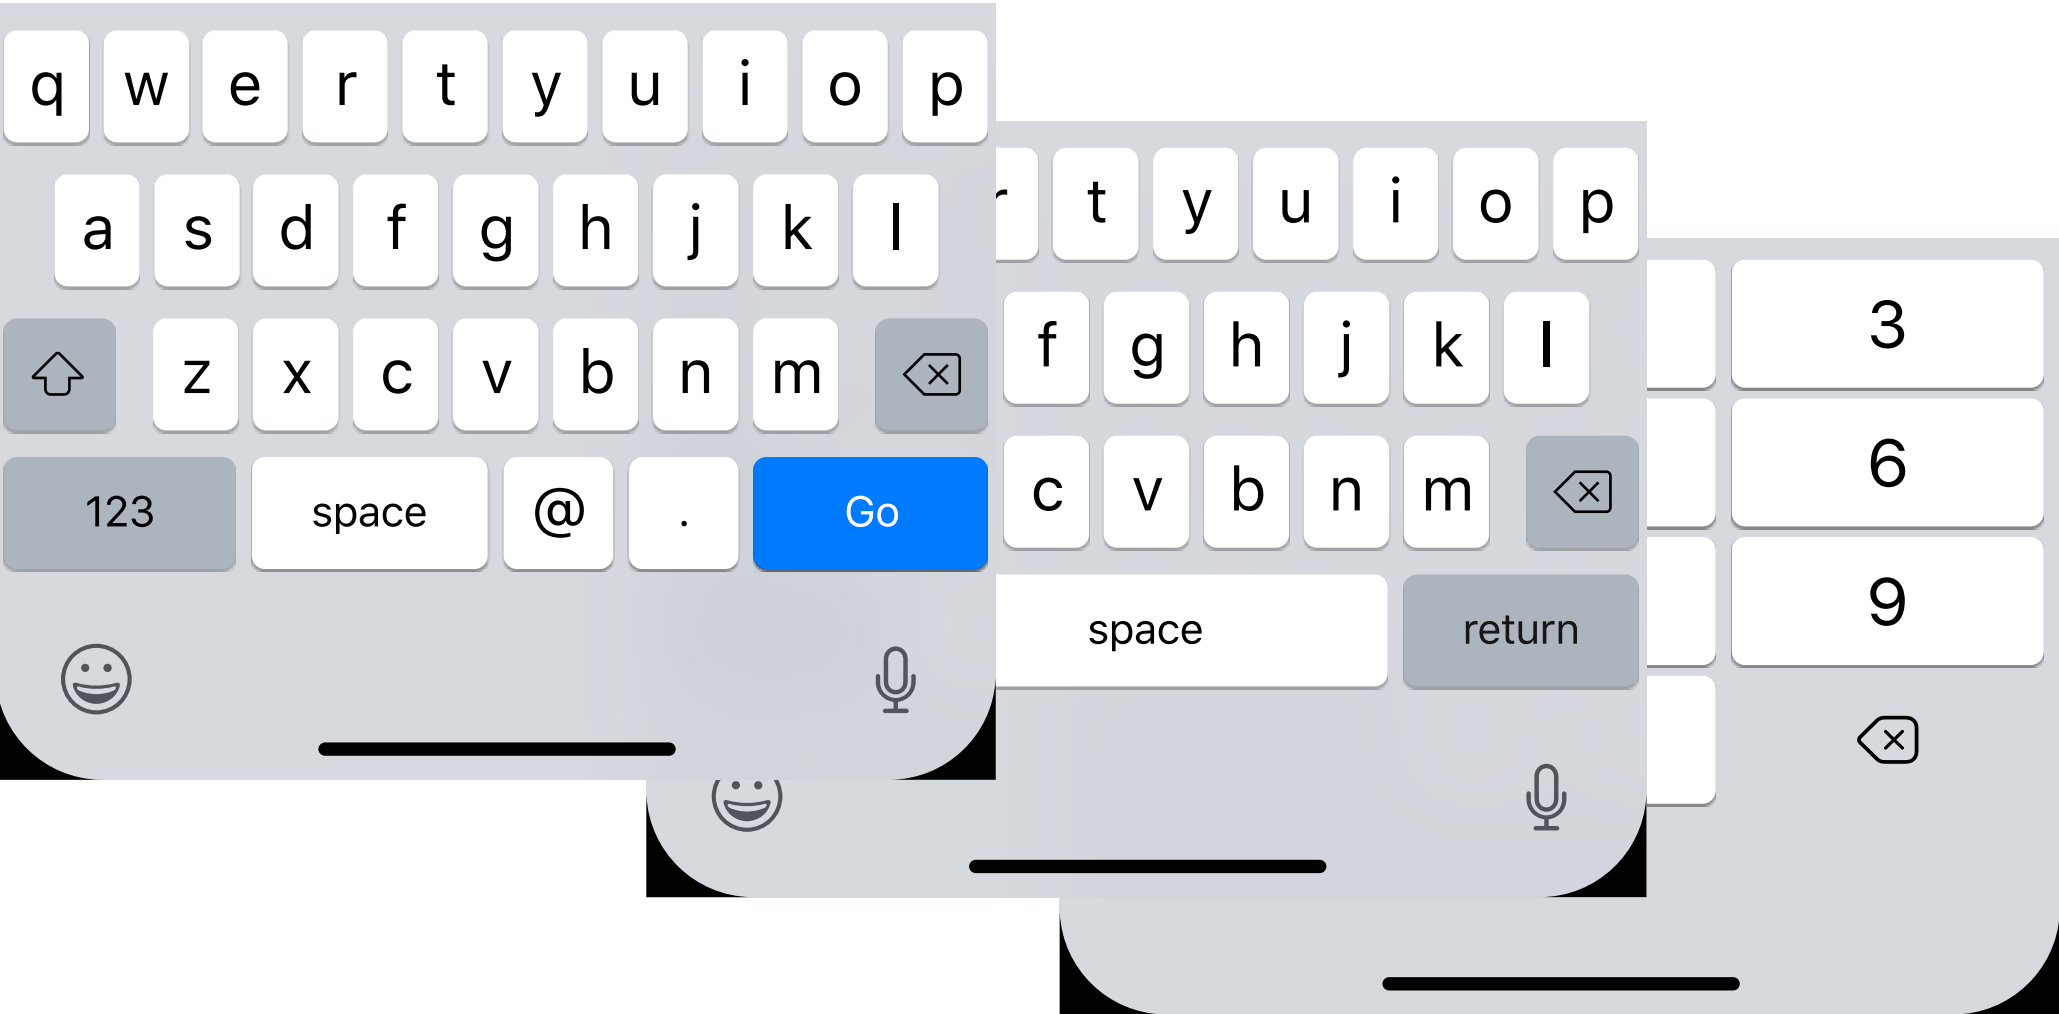 q w e r t y u i o p
a s d f g h j k l
z x c v b n m
123 space @ . Go
r t y u i o p
f g h j k l
c v b n m
space return
3
6
9